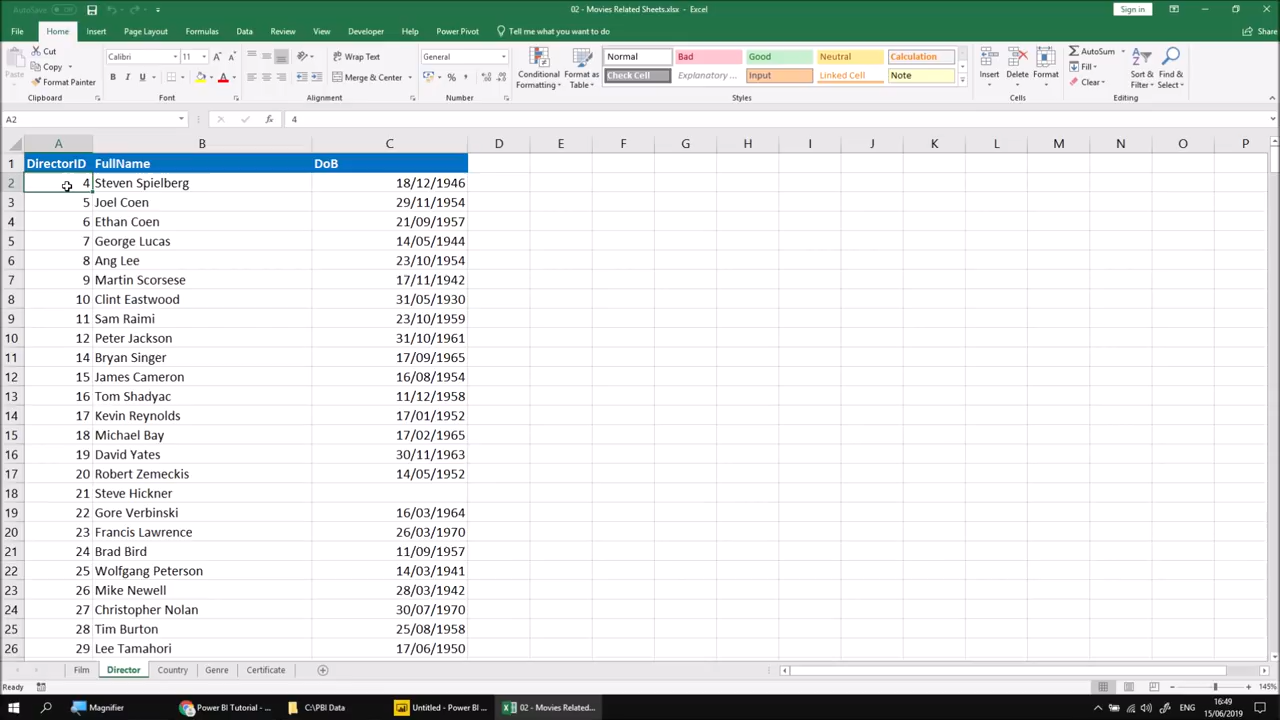 AutoSave Off
02 - Movies Related Sheets.xlsx - Excel
Sign in
File Home Insert Page Layout Formulas Data Review View Developer Help Power Pivot Tell me what you want to do Share
Paste
Cut
Copy
Format Painter
Clipboard
Calibri 11
B I U
Font
Wrap Text
Merge & Center
Alignment
General
Number
Conditional Formatting
Format as Table
Normal Bad Good Neutral Calculation
Check Cell Explanatory ... Input Linked Cell Note
Styles
Insert Delete Format
Cells
AutoSum
Fill
Clear
Sort & Filter
Find & Select
Editing
A2 fx 4
A B C D E F G H I J K L M N O P
1 DirectorID FullName DoB
2 4 Steven Spielberg 18/12/1946
3 5 Joel Coen 29/11/1954
4 6 Ethan Coen 21/09/1957
5 7 George Lucas 14/05/1944
6 8 Ang Lee 23/10/1954
7 9 Martin Scorsese 17/11/1942
8 10 Clint Eastwood 31/05/1930
9 11 Sam Raimi 23/10/1959
10 12 Peter Jackson 31/10/1961
11 14 Bryan Singer 17/09/1965
12 15 James Cameron 16/08/1954
13 16 Tom Shadyac 11/12/1958
14 17 Kevin Reynolds 17/01/1952
15 18 Michael Bay 17/02/1965
16 19 David Yates 30/11/1963
17 20 Robert Zemeckis 14/05/1952
18 21 Steve Hickner
19 22 Gore Verbinski 16/03/1964
20 23 Francis Lawrence 26/03/1970
21 24 Brad Bird 11/09/1957
22 25 Wolfgang Peterson 14/03/1941
23 26 Mike Newell 28/03/1942
24 27 Christopher Nolan 30/07/1970
25 28 Tim Burton 25/08/1958
26 29 Lee Tamahori 17/06/1950
Film Director Country Genre Certificate
Ready 145%
Magnifier Power BI Tutorial - ... C:\PBI Data Untitled - Power BI ... 02 - Movies Related... 16:49
15/06/2019